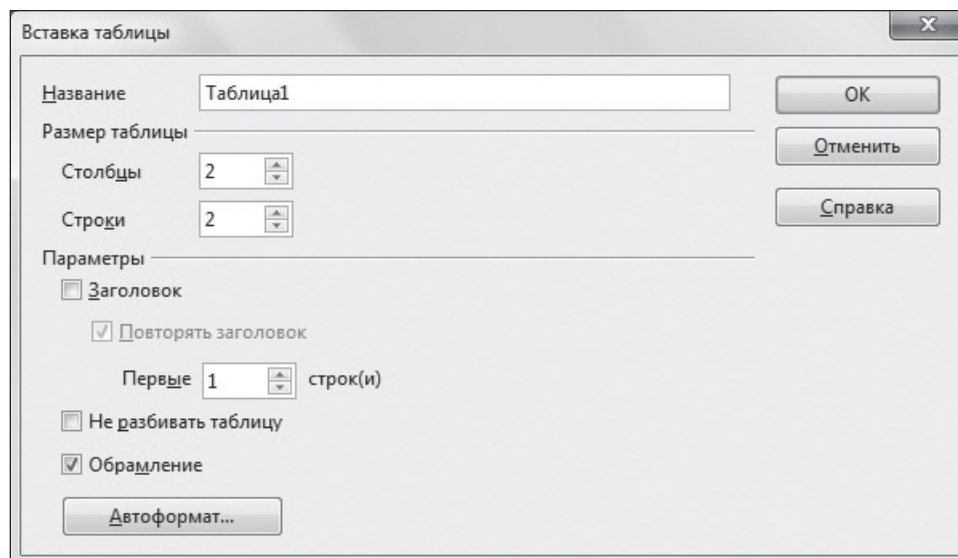 Вставка таблицы
Название Таблица1
Размер таблицы
Столбцы 2
Строки 2
Параметры
Заголовок
Повторять заголовок
Первые 1 строк(и)
Не разбивать таблицу
Обрамление
Автоформат...
OK
Отменить
Справка